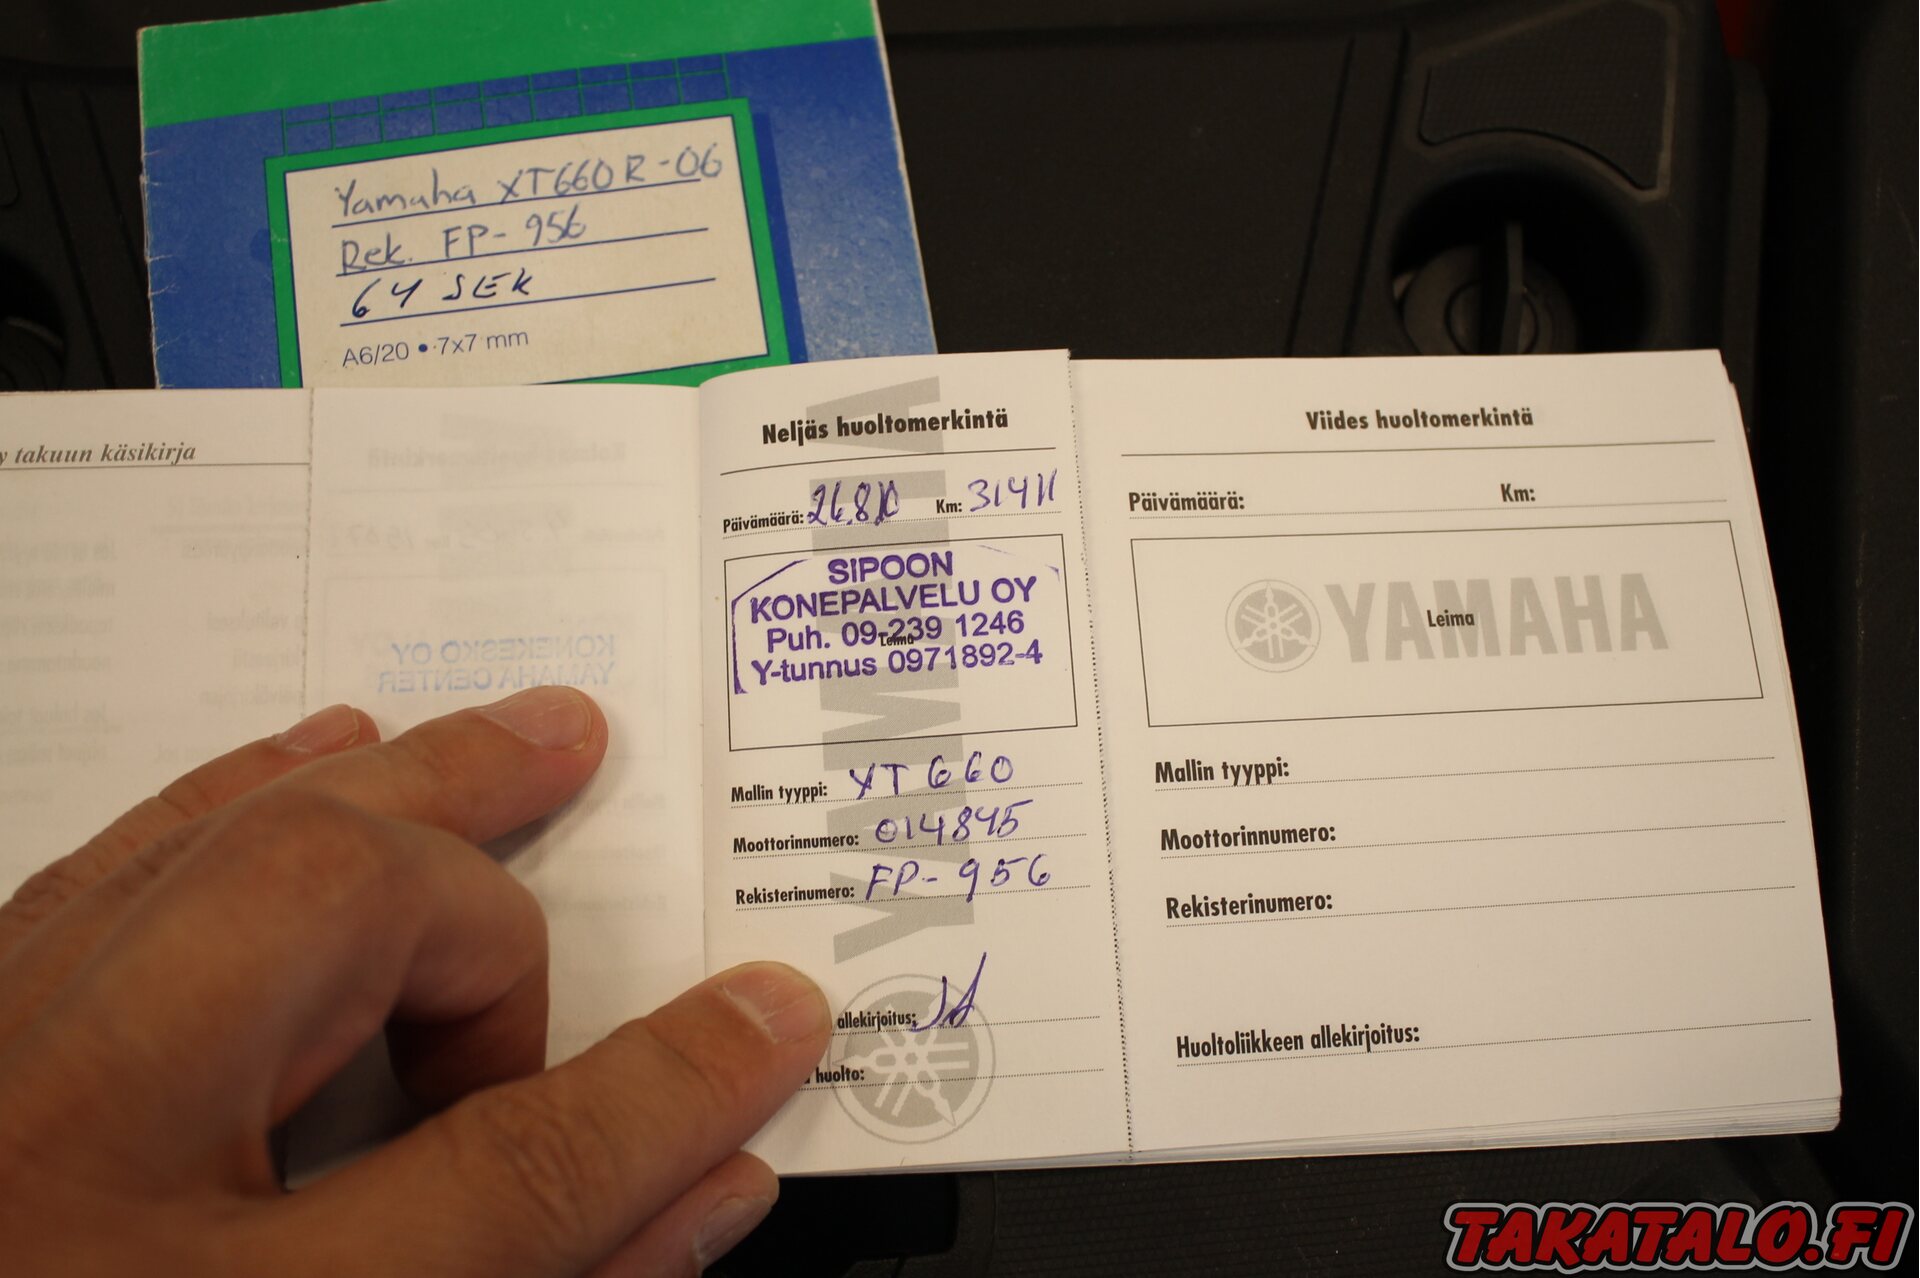 Yamaha XT660R-06
Rek. FP-956
64 SEK
A6/20 • 7x7 mm
y takuun käsikirja
Neljäs huoltomerkintä
Päivämäärä: 26.8.10 Km: 31411
SIPOON
KONEPALVELU OY
Puh. 09-239 1246
Leima
Y-tunnus 0971892-4
Mallin tyyppi: XT 660
Moottorinnumero: 014845
Rekisterinumero: FP-956
allekirjoitus:
huolto:
YAMAHA
KONEKESKO OY
YAMAHA CENTER
Viides huoltomerkintä
Päivämäärä: Km:
YAMAHA
Leima
Mallin tyyppi:
Moottorinnumero:
Rekisterinumero:
Huoltoliikkeen allekirjoitus:
TAKATALO.FI